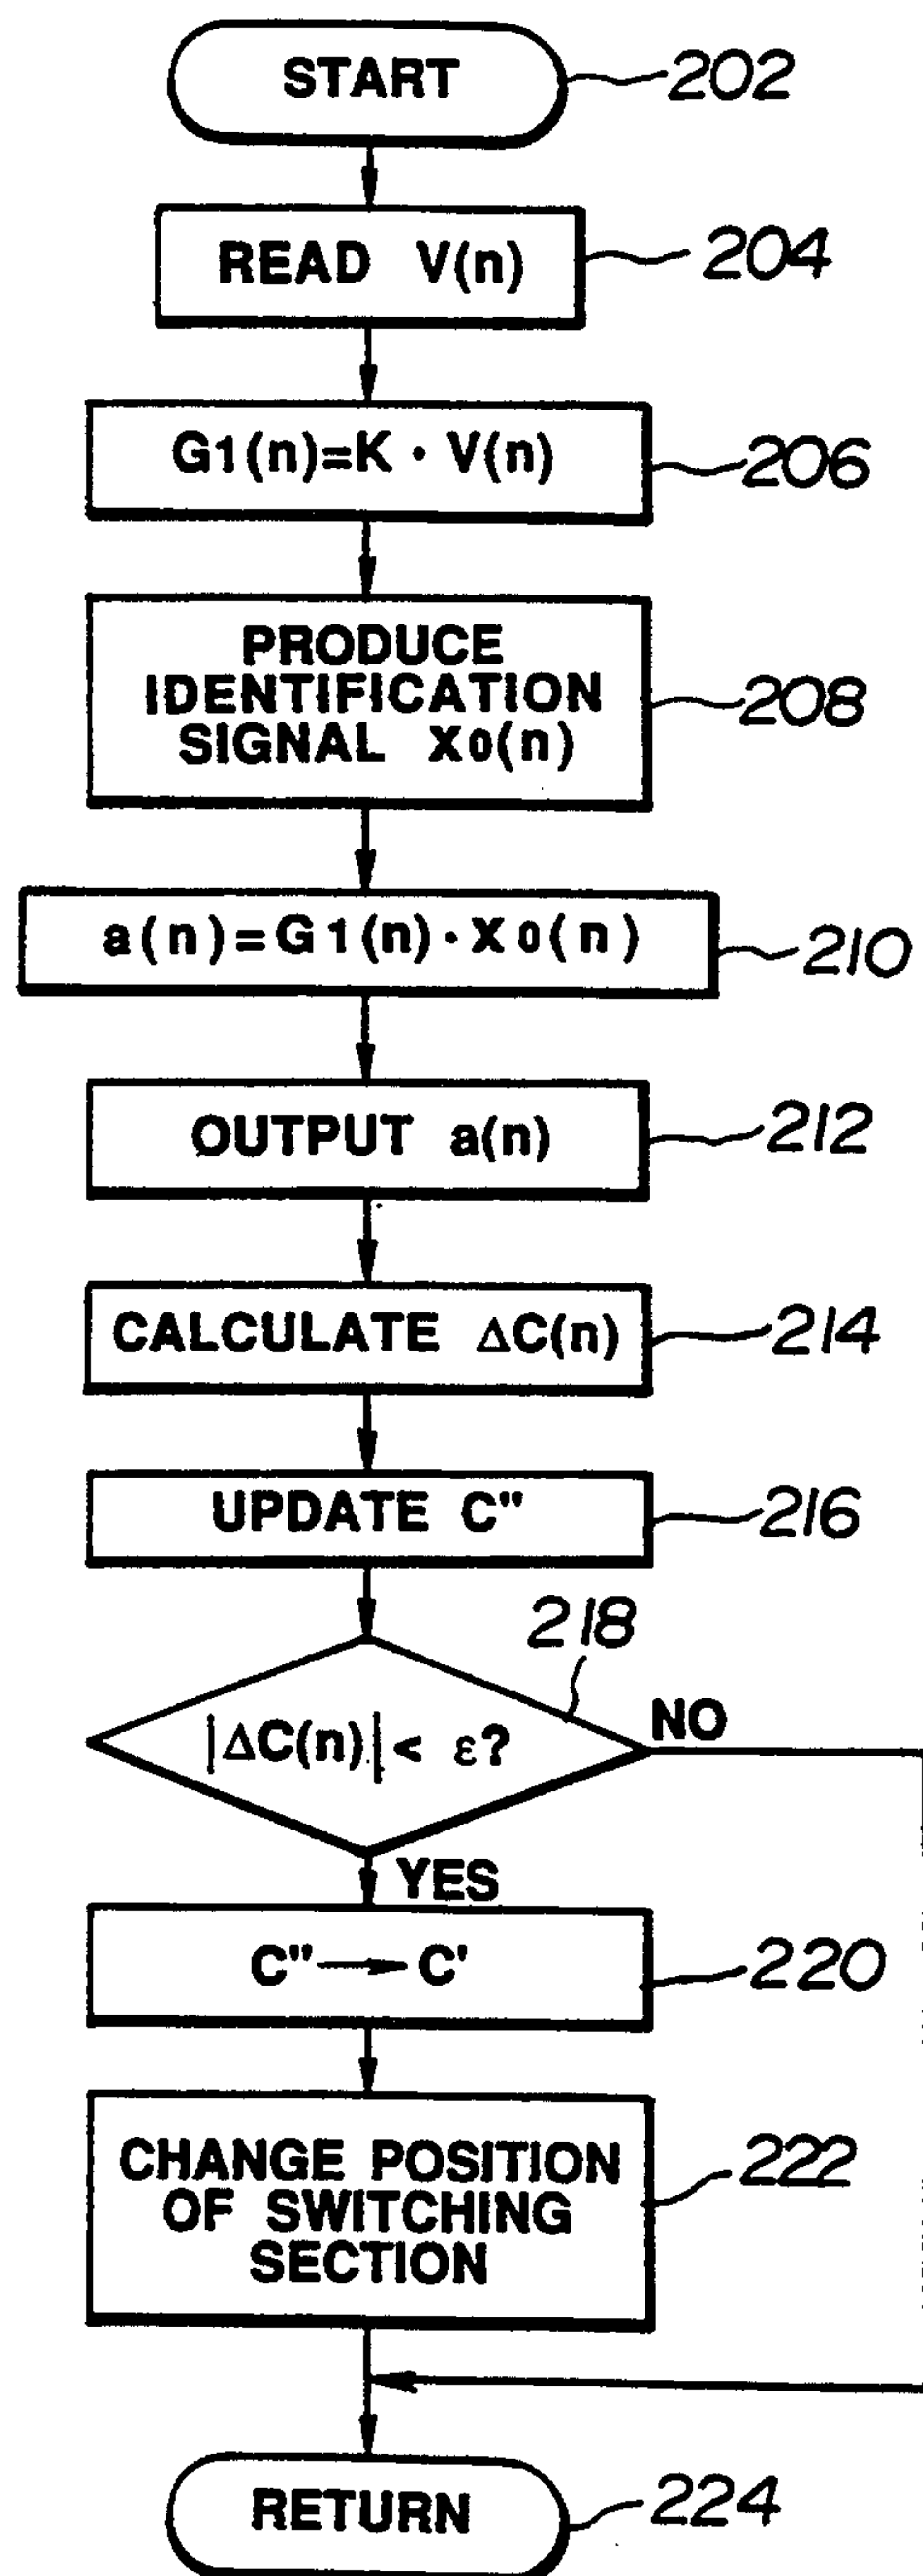 START
202
READ V(n)
204
G1(n)=K · V(n)
206
PRODUCE
IDENTIFICATION
SIGNAL X0(n)
208
a(n)=G1(n)·X0(n)
210
OUTPUT a(n)
212
CALCULATE ΔC(n)
214
UPDATE C"
216
218
|ΔC(n)|< ε?
NO
YES
C"→C'
220
CHANGE POSITION
OF SWITCHING
SECTION
222
RETURN
224